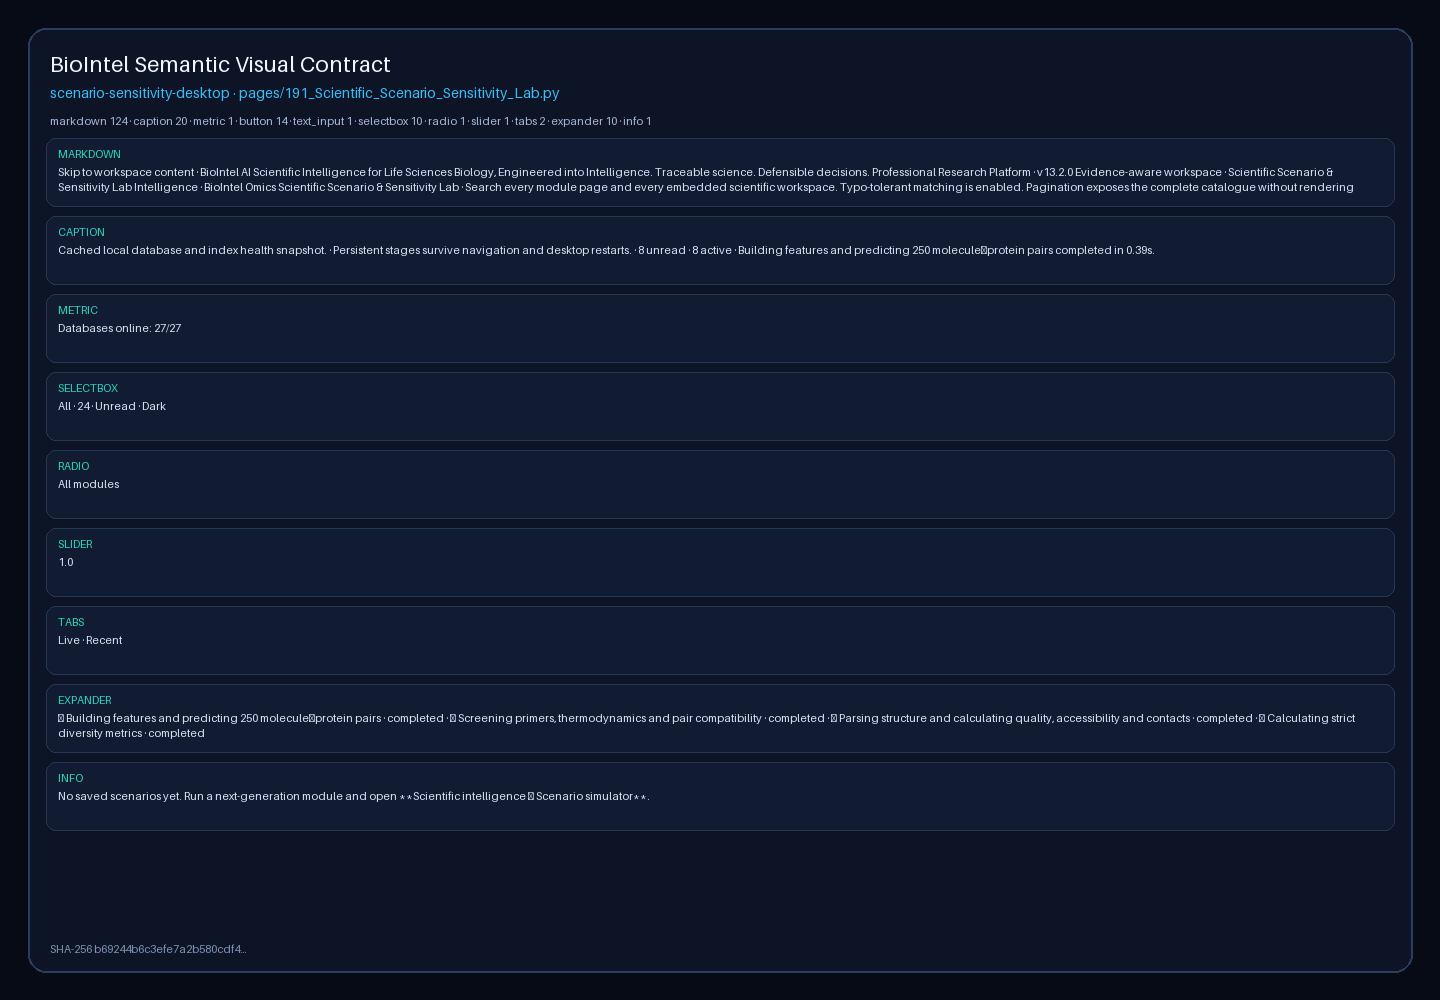 BioIntel Semantic Visual Contract
scenario-sensitivity-desktop · pages/191_Scientific_Scenario_Sensitivity_Lab.py
markdown 124 · caption 20 · metric 1 · button 14 · text_input 1 · selectbox 10 · radio 1 · slider 1 · tabs 2 · expander 10 · info 1
MARKDOWN
Skip to workspace content · BioIntel AI Scientific Intelligence for Life Sciences Biology, Engineered into Intelligence. Traceable science. Defensible decisions. Professional Research Platform · v13.2.0 Evidence-aware workspace · Scientific Scenario &
Sensitivity Lab Intelligence · BioIntel Omics Scientific Scenario & Sensitivity Lab · Search every module page and every embedded scientific workspace. Typo-tolerant matching is enabled. Pagination exposes the complete catalogue without rendering
CAPTION
Cached local database and index health snapshot. · Persistent stages survive navigation and desktop restarts. · 8 unread · 8 active · Building features and predicting 250 molecule▯protein pairs completed in 0.39s.
METRIC
Databases online: 27/27
SELECTBOX
All · 24 · Unread · Dark
RADIO
All modules
SLIDER
1.0
TABS
Live · Recent
EXPANDER
▯ Building features and predicting 250 molecule▯protein pairs · completed · ▯ Screening primers, thermodynamics and pair compatibility · completed · ▯ Parsing structure and calculating quality, accessibility and contacts · completed · ▯ Calculating strict
diversity metrics · completed
INFO
No saved scenarios yet. Run a next-generation module and open **Scientific intelligence ▯ Scenario simulator**.
SHA-256 b69244b6c3efe7a2b580cdf4…